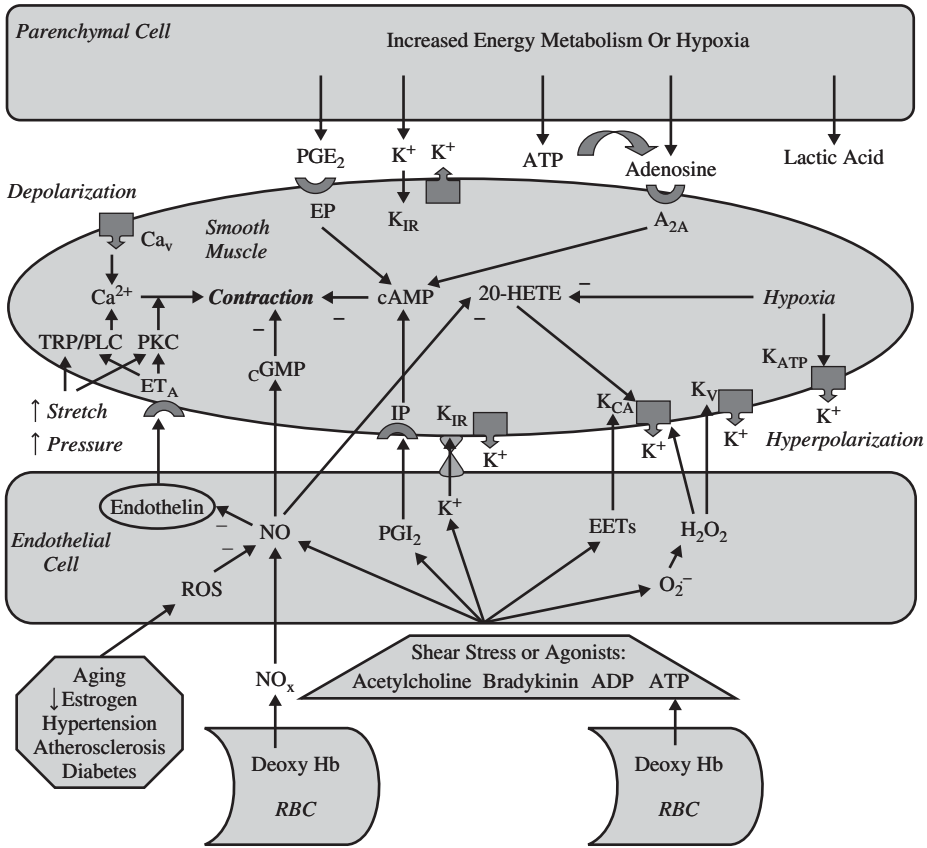 Parenchymal Cell
Increased Energy Metabolism Or Hypoxia
PGE2
K+
K+
ATP
Adenosine
Lactic Acid
Depolarization
Cav
EP
KIR
A2A
Smooth
Muscle
Ca2+
Contraction
cAMP
20-HETE
Hypoxia
–
–
–
–
TRP/PLC
PKC
cGMP
KATP
K+
ETA
↑ Stretch
↑ Pressure
IP
KIR
K+
KCA
K+
KV
K+
Hyperpolarization
Endothelin
–
–
NO
PGI2
K+
EETs
H2O2
O2–
Endothelial
Cell
ROS
Shear Stress or Agonists:
Acetylcholine Bradykinin ADP ATP
Aging
↓Estrogen
Hypertension
Atherosclerosis
Diabetes
NOx
Deoxy Hb
RBC
Deoxy Hb
RBC